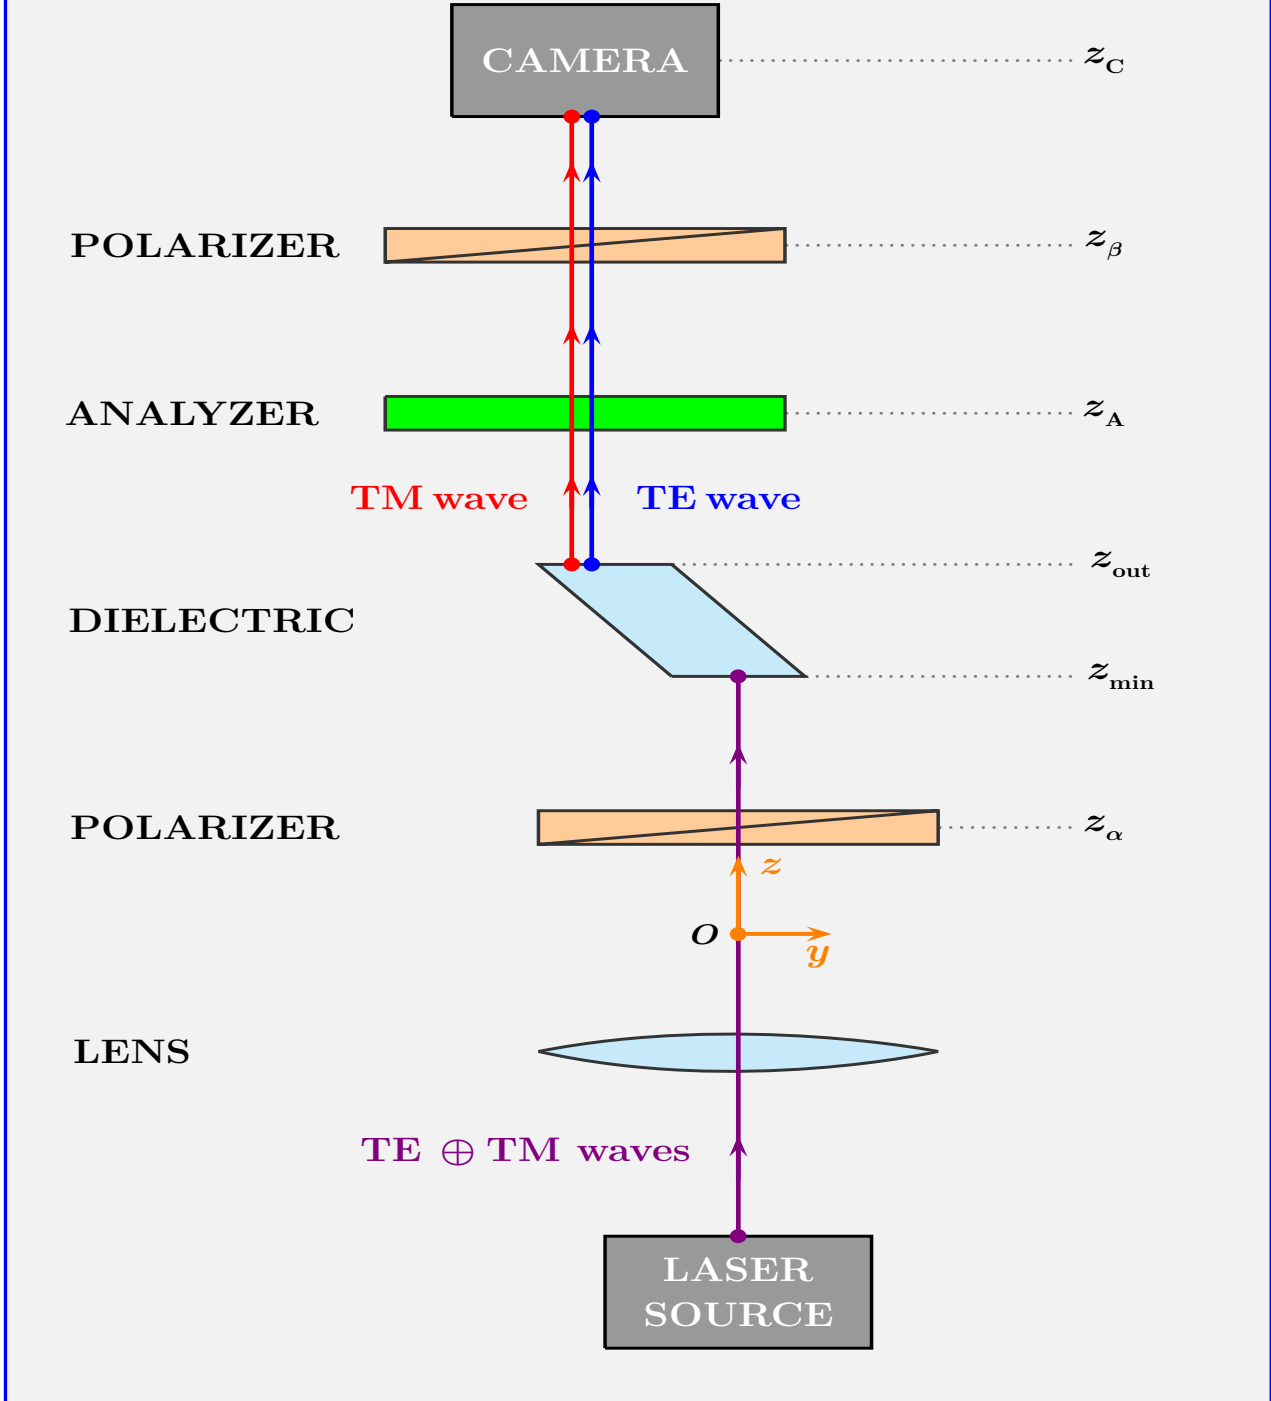 CAMERA
z_C
POLARIZER
z_β
ANALYZER
z_A
TM wave
TE wave
z_out
DIELECTRIC
z_min
POLARIZER
z_α
z
O
y
LENS
TE ⊕ TM waves
LASER
SOURCE